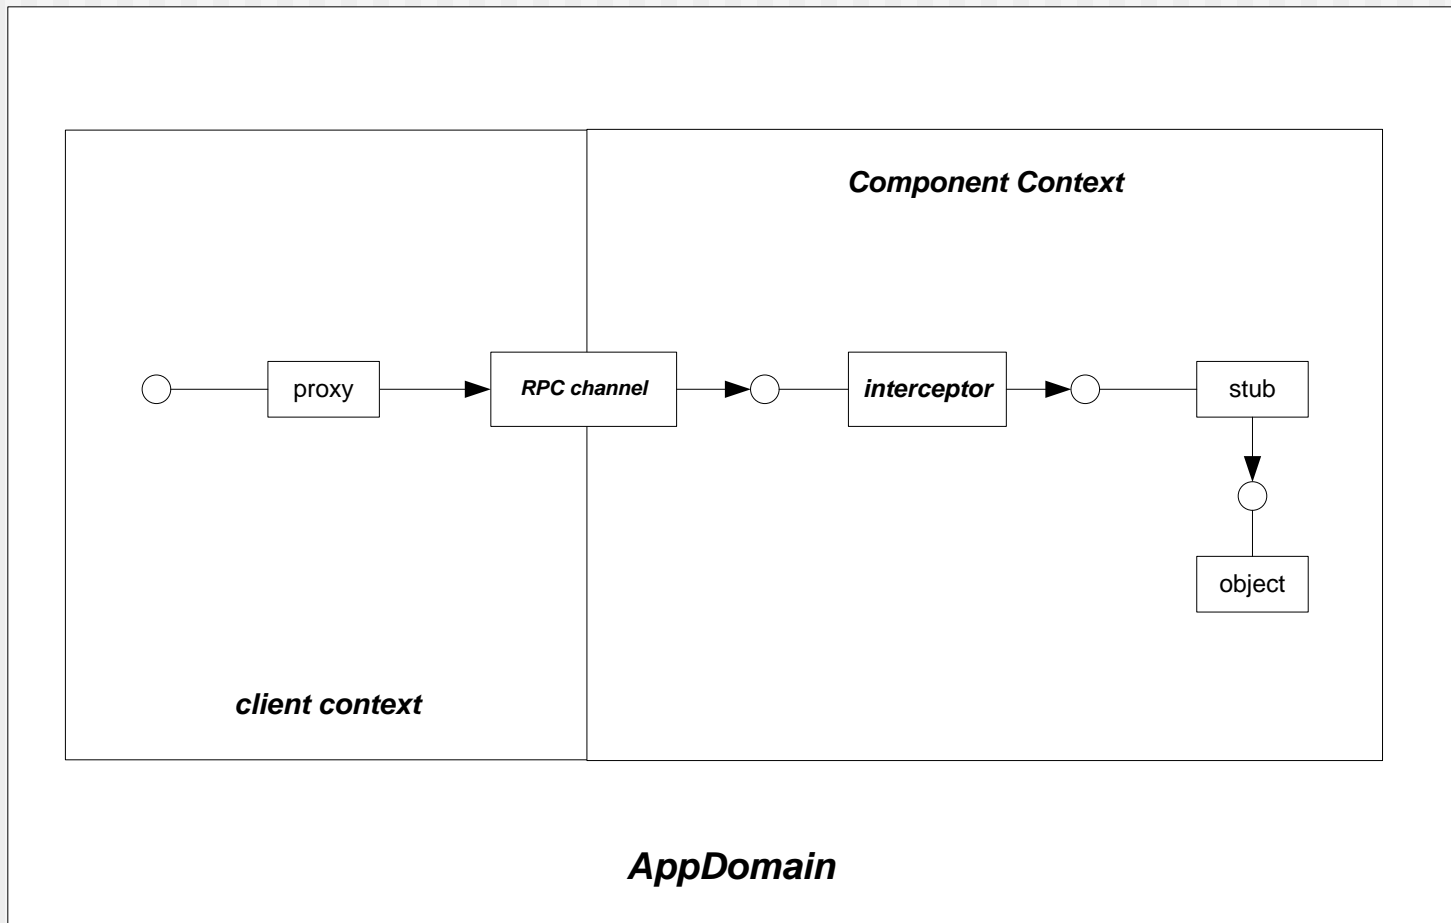 Component Context
proxy
RPC channel
interceptor
stub
object
client context
AppDomain